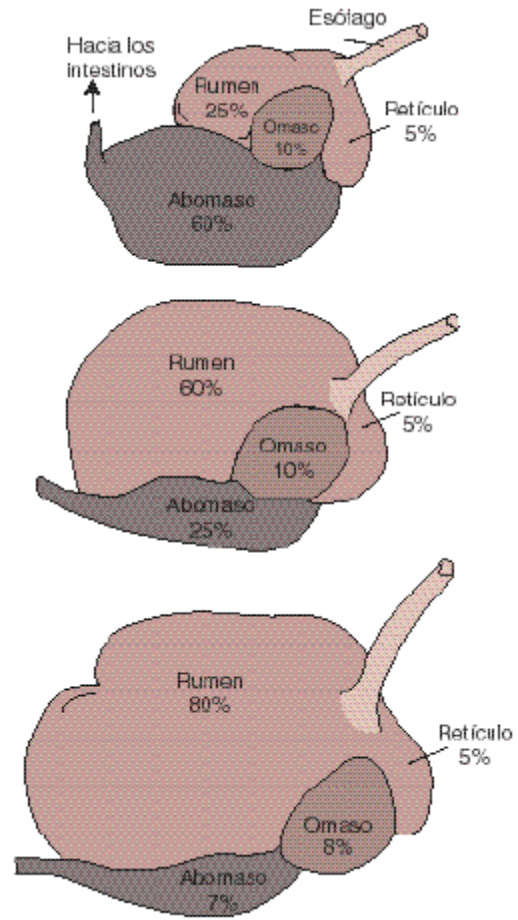 Esófago
Hacia los
intestinos
Rumen
25%
Omaso
10%
Retículo
5%
Abomaso
60%
Rumen
60%
Retículo
5%
Omaso
10%
Abomaso
25%
Rumen
80%
Retículo
5%
Omaso
8%
Abomaso
7%